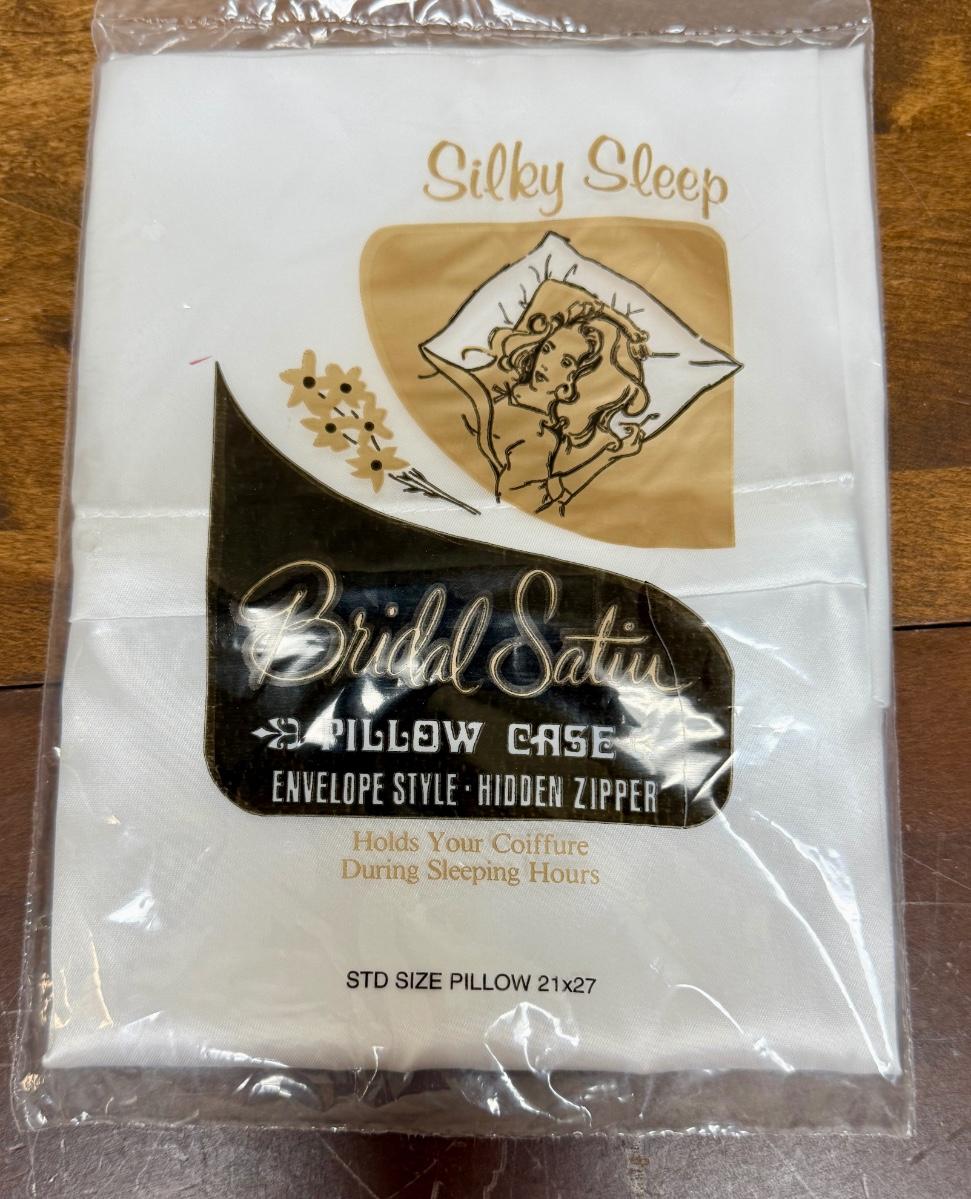 Silky Sleep
Bridal Satin
PILLOW CASE
ENVELOPE STYLE · HIDDEN ZIPPER
Holds Your Coiffure
During Sleeping Hours
STD SIZE PILLOW 21x27